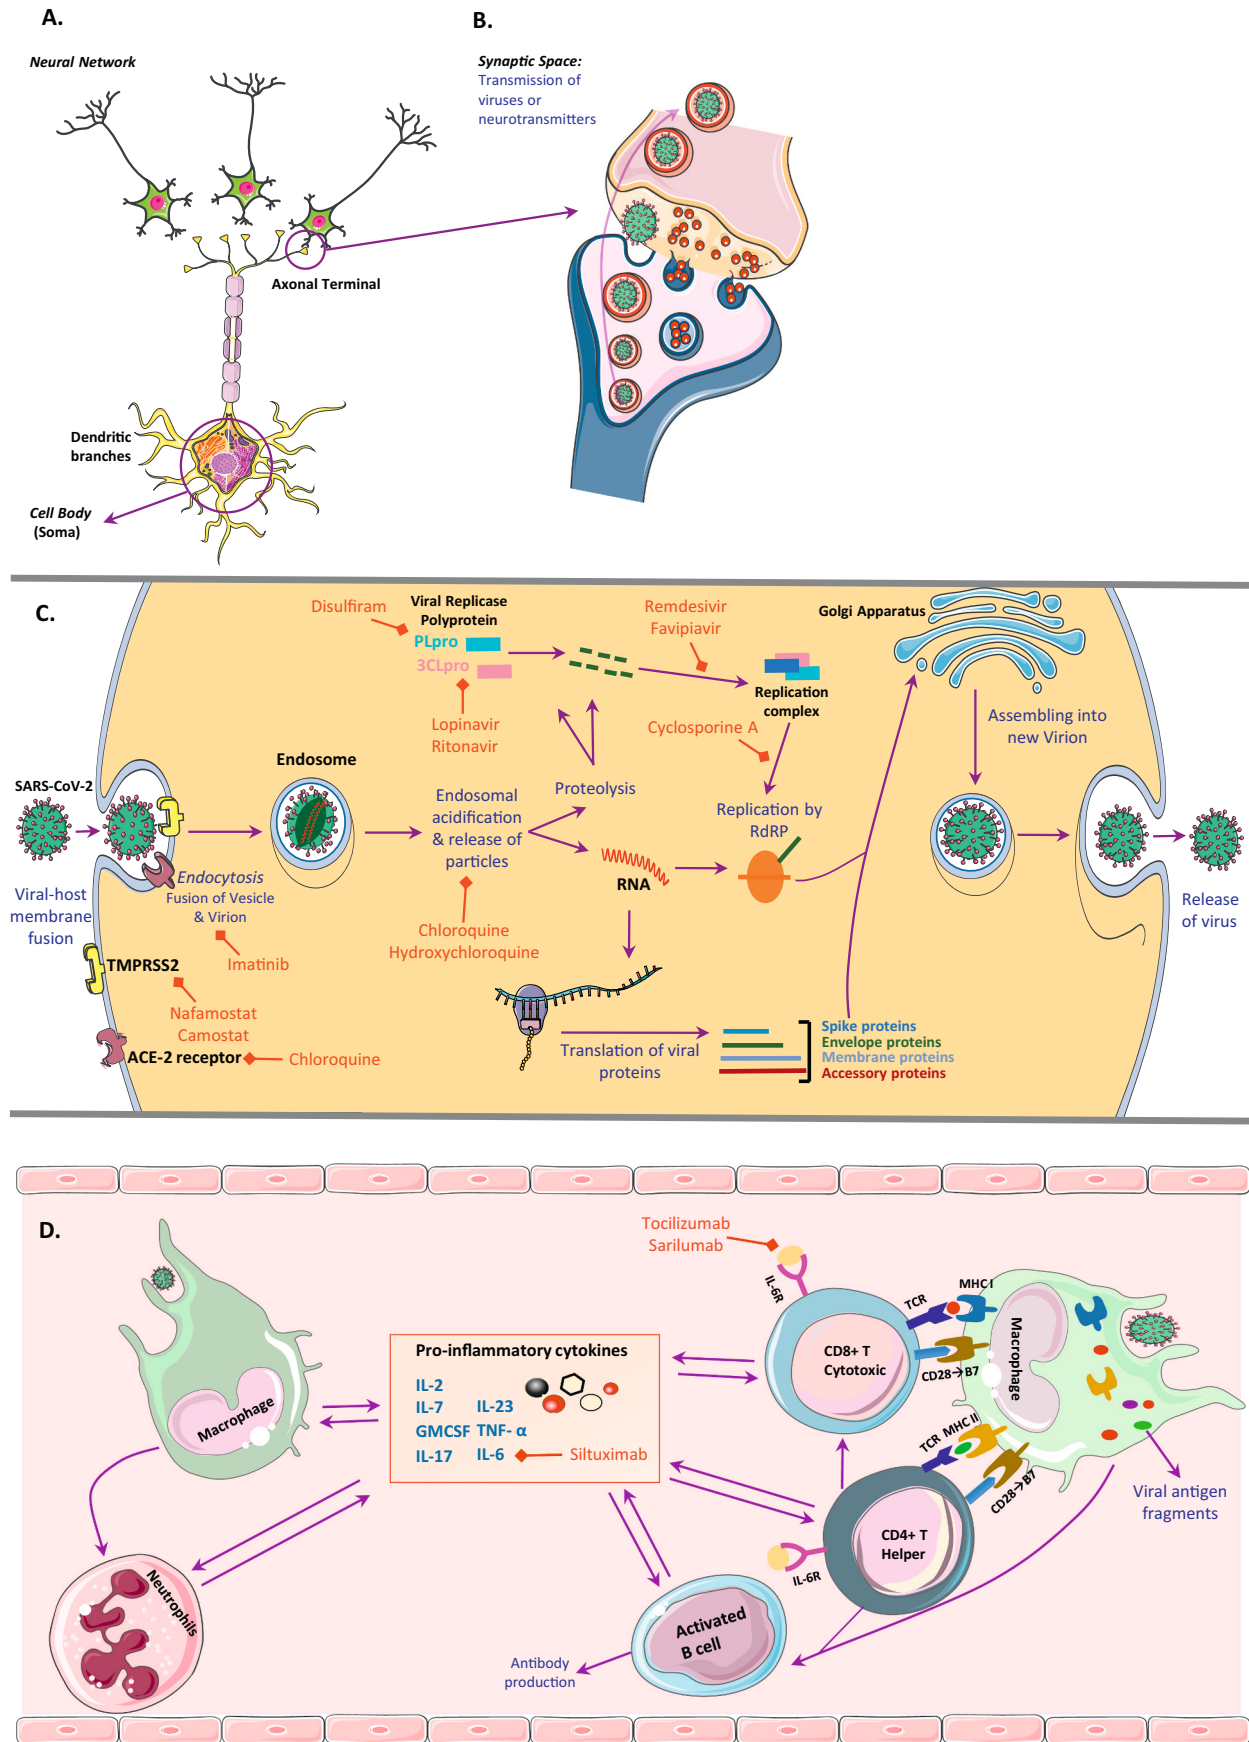 A.
Neural Network
Axonal Terminal
Dendritic
branches
Cell Body
(Soma)
B.
Synaptic Space:
Transmission of
viruses or
neurotransmitters
C.
Disulfiram
Viral Replicase
Polyprotein
PLpro
3CLpro
Lopinavir
Ritonavir
Remdesivir
Favipiavir
Replication
complex
Cyclosporine A
Golgi Apparatus
Assembling into
new Virion
SARS-CoV-2
Endosome
Endosomal
acidification
& release of
particles
Proteolysis
Replication by
RdRP
RNA
Viral-host
membrane
fusion
Endocytosis
Fusion of Vesicle
& Virion
Imatinib
Chloroquine
Hydroxychloroquine
Release
of virus
TMPRSS2
Nafamostat
Camostat
ACE-2 receptor
Chloroquine
Translation of viral
proteins
Spike proteins
Envelope proteins
Membrane proteins
Accessory proteins
D.
Macrophage
Neutrophils
Pro-inflammatory cytokines
IL-2
IL-7
IL-23
GMCSF
TNF- α
IL-17
IL-6
Siltuximab
Tocilizumab
Sarilumab
IL-6R
CD8+ T
Cytotoxic
TCR
MHC I
CD28→B7
Macrophage
TCR
MHC II
CD28→B7
CD4+ T
Helper
IL-6R
Viral antigen
fragments
Activated
B cell
Antibody
production